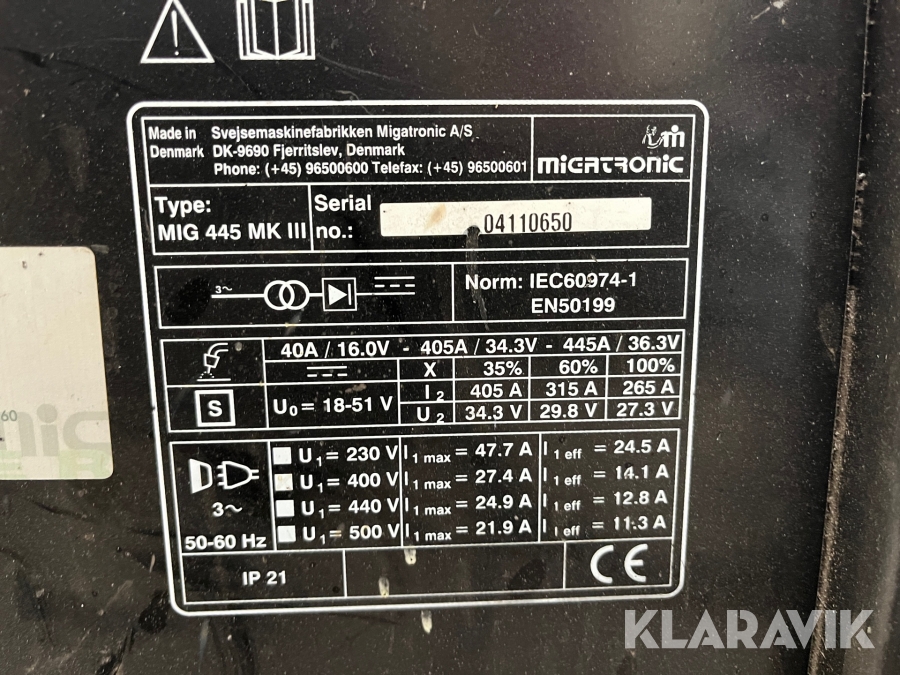 Made in Svejsemaskinefabrikken Migatronic A/S
Denmark DK-9690 Fjerritslev, Denmark
Phone: (+45) 96500600 Telefax: (+45) 96500601
MIGATRONIC
Type:
MIG 445 MK III
Serial
no.:
04110650
3~
Norm: IEC60974-1
EN50199
40A / 16.0V - 405A / 34.3V - 445A / 36.3V
X 35% 60% 100%
I2 405 A 315 A 265 A
S
U0 = 18-51 V
U2 34.3 V 29.8 V 27.3 V
U1 = 230 V I1 max = 47.7 A I1 eff = 24.5 A
U1 = 400 V I1 max = 27.4 A I1 eff = 14.1 A
U1 = 440 V I1 max = 24.9 A I1 eff = 12.8 A
U1 = 500 V I1 max = 21.9 A I1 eff = 11.3 A
3~
50-60 Hz
IP 21
CE
60
KLARAVIK